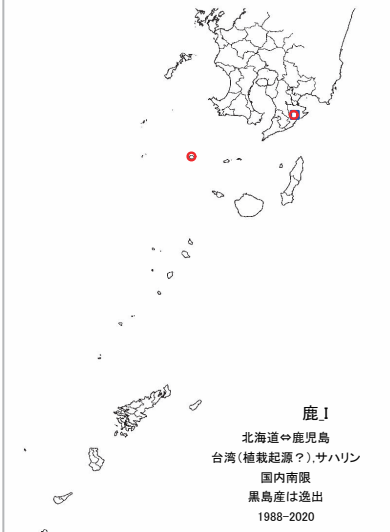 鹿_I
北海道⇔鹿児島
台湾(植栽起源?),サハリン
国内南限
黒島産は逸出
1988-2020